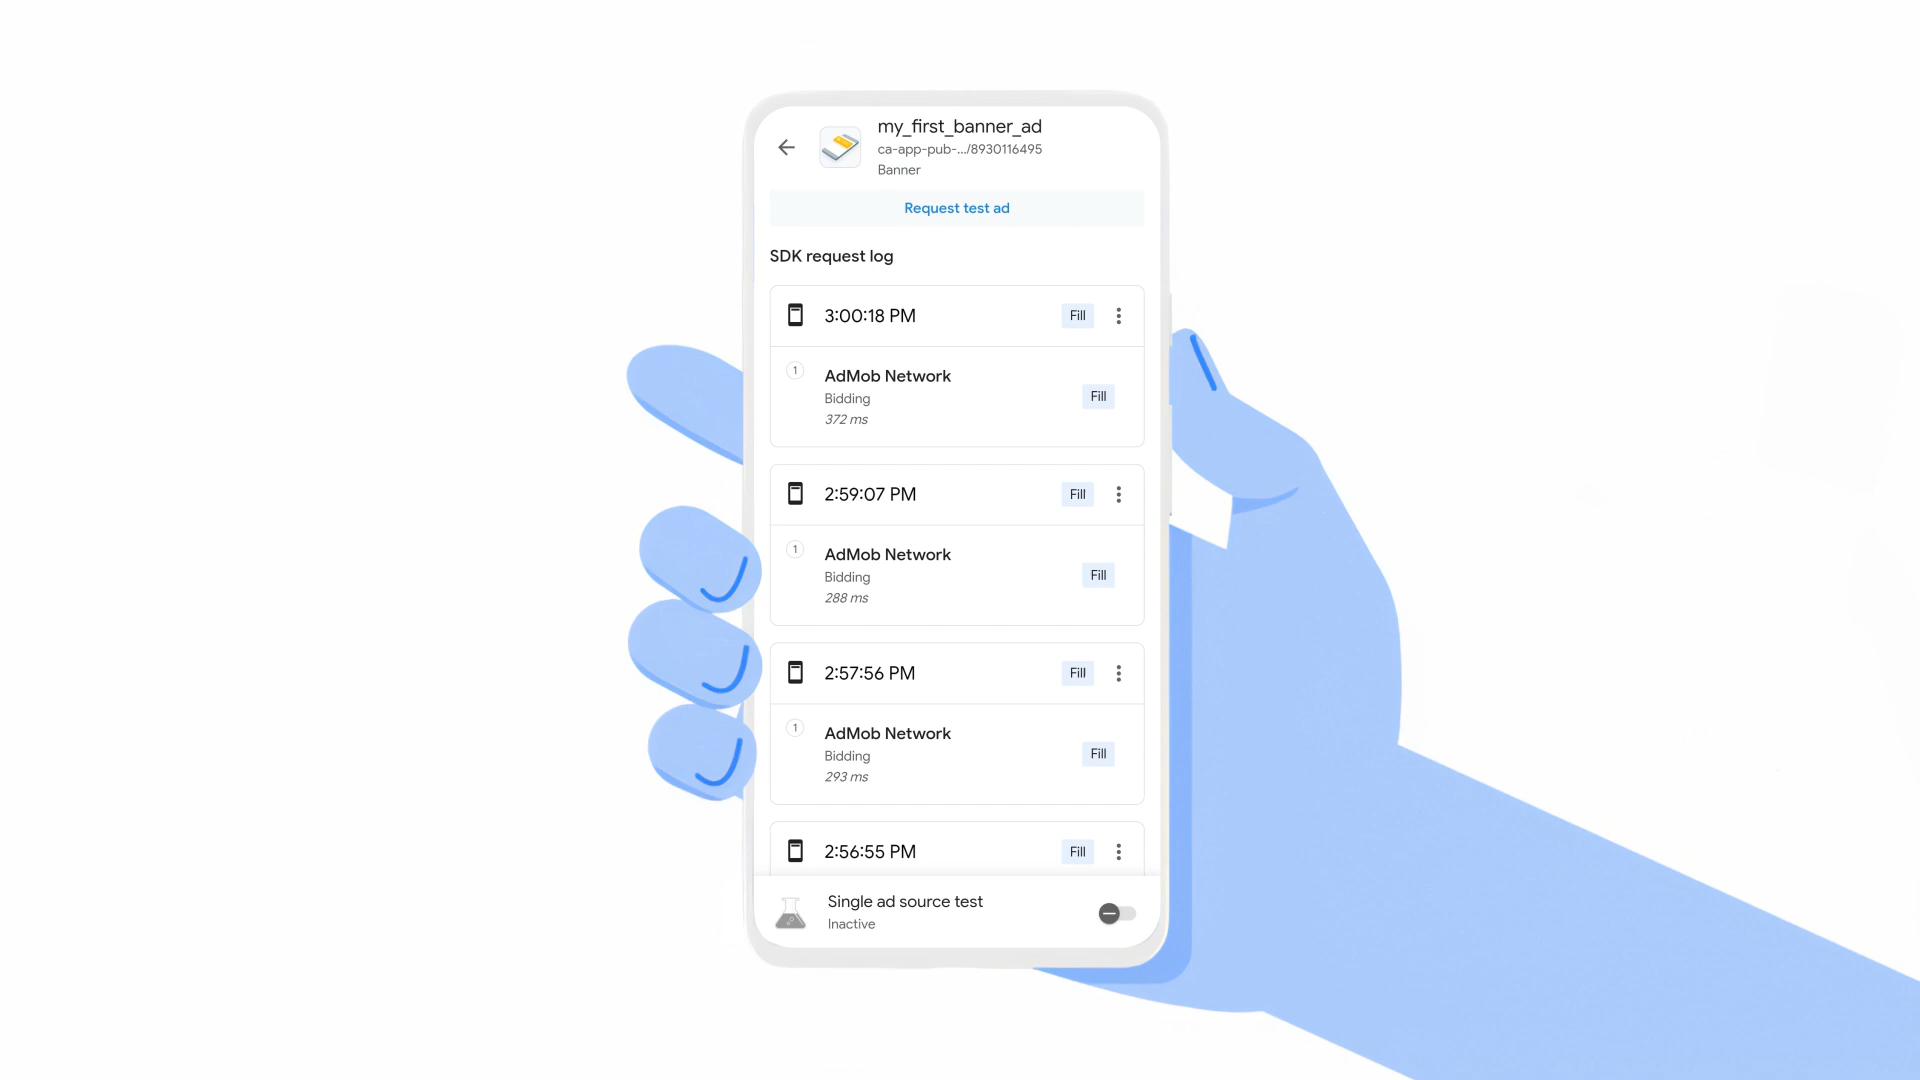 my_first_banner_ad
ca-app-pub-.../8930116495
Banner
Request test ad
SDK request log
3:00:18 PM Fill
1 AdMob Network
Bidding
Fill
372 ms
2:59:07 PM Fill
1 AdMob Network
Bidding
Fill
288 ms
2:57:56 PM Fill
1 AdMob Network
Bidding
Fill
293 ms
2:56:55 PM Fill
Single ad source test
Inactive